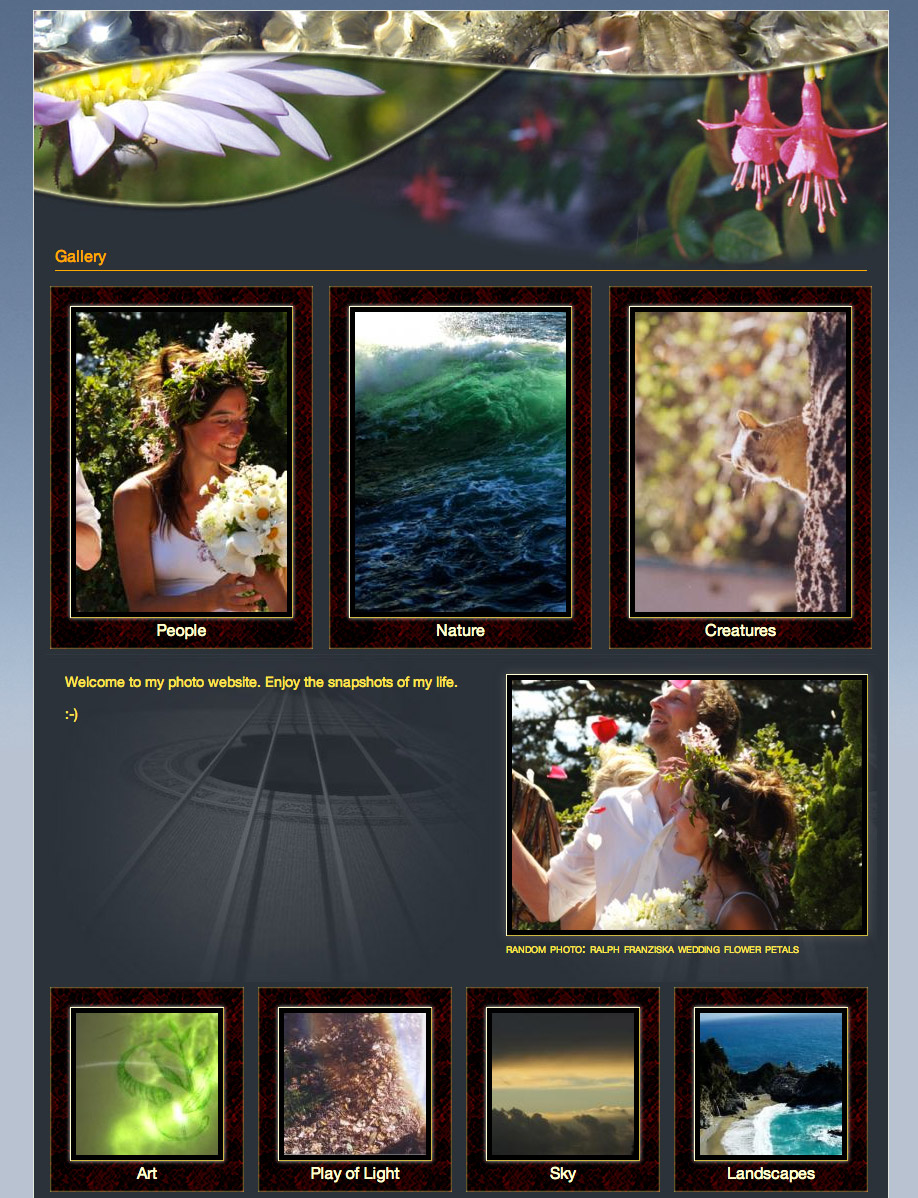 Gallery
People
Nature
Creatures
Welcome to my photo website. Enjoy the snapshots of my life.
:-)
RANDOM PHOTO: RALPH FRANZISKA WEDDING FLOWER PETALS
Art
Play of Light
Sky
Landscapes